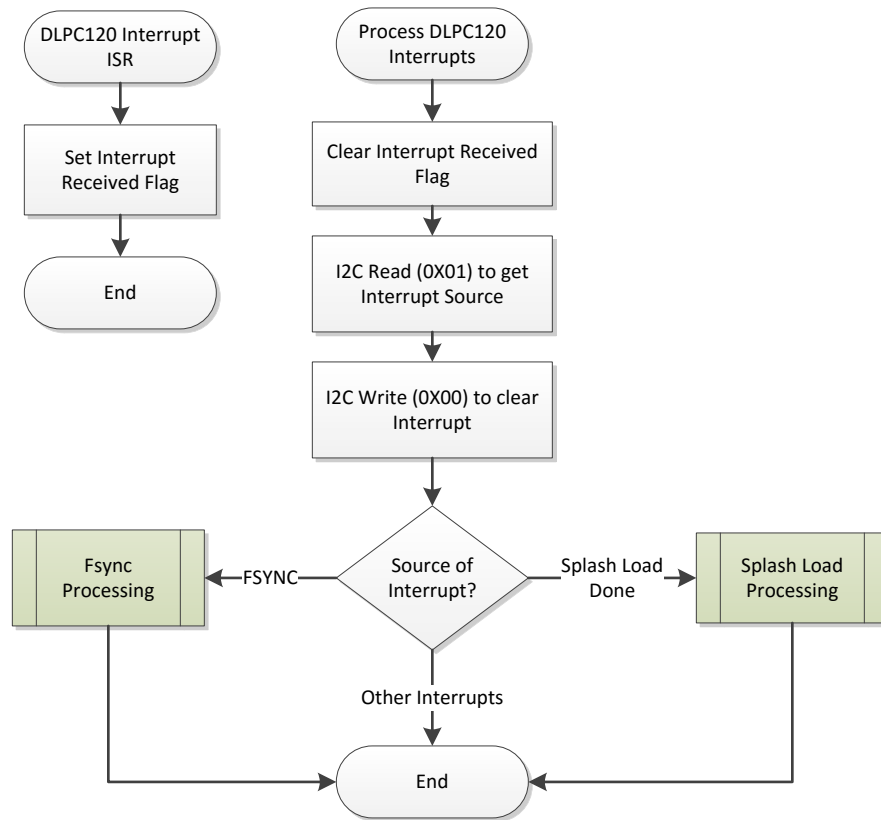 DLPC120 Interrupt
ISR
Set Interrupt
Received Flag
End
Process DLPC120
Interrupts
Clear Interrupt Received
Flag
I2C Read (0X01) to get
Interrupt Source
I2C Write (0X00) to clear
Interrupt
Source of
Interrupt?
FSYNC
Fsync
Processing
Splash Load
Done
Splash Load
Processing
Other Interrupts
End